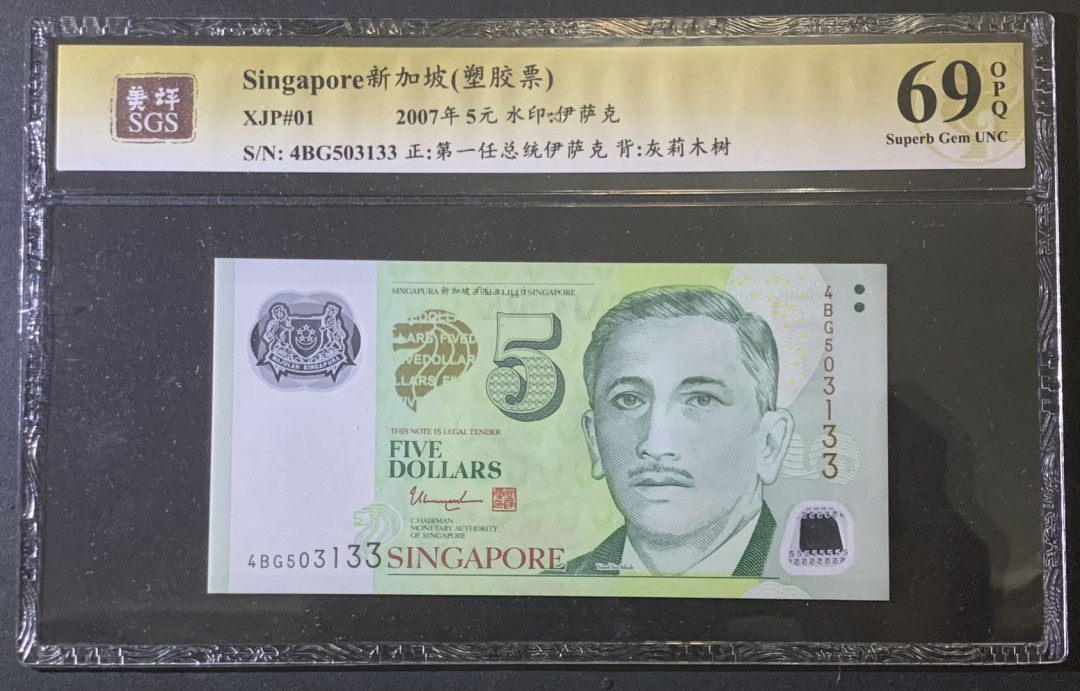 美评
SGS
Singapore新加坡(塑胶票)
XJP#01 2007年 5元 水印:伊萨克
S/N: 4BG503133 正:第一任总统伊萨克 背:灰莉木树
69 OPQ
Superb Gem UNC
SINGAPURA 新加坡 சிங்கப்பூர் SINGAPORE
MAJULAH SINGAPURA
5
4BG503133
THIS NOTE IS LEGAL TENDER
FIVE
DOLLARS
CHAIRMAN
MONETARY AUTHORITY
OF SINGAPORE
4BG503133
SINGAPORE